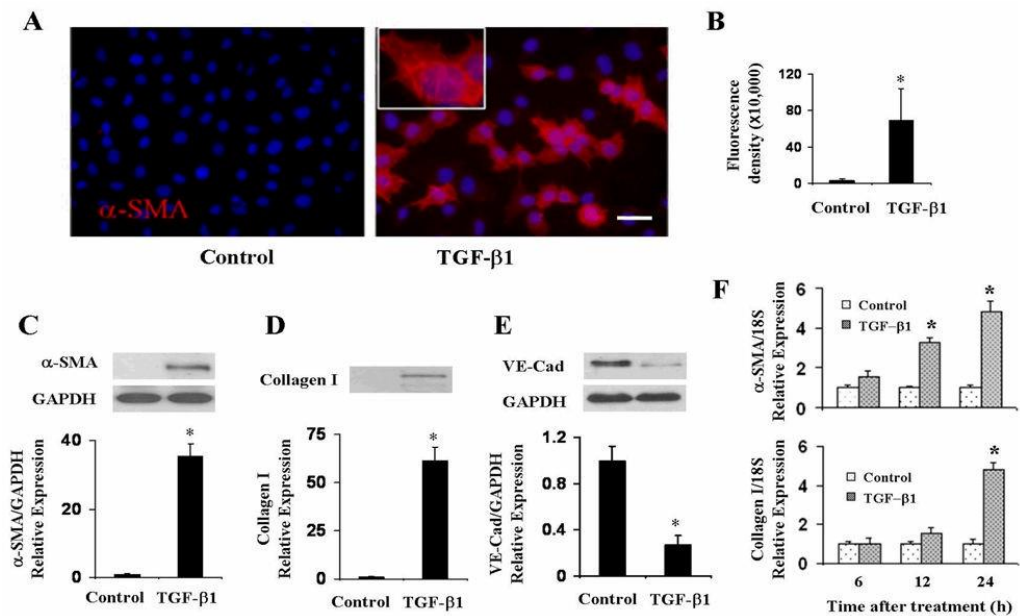 A
α-SMA
Control
TGF-β1
B
Fluorescence
density (x10,000)
120
80
40
0
*
Control
TGF-β1
C
α-SMA
GAPDH
α-SMA/GAPDH
Relative Expression
40
20
0
*
Control
TGF-β1
D
Collagen I
Collagen I
Relative Expression
75
50
25
0
*
Control
TGF-β1
E
VE-Cad
GAPDH
VE-Cad/GAPDH
Relative Expression
1.2
0.8
0.4
0
*
Control
TGF-β1
F
α-SMA/18S
Relative Expression
6
4
2
0
Control
TGF-β1
*
*
Collagen I/18S
Relative Expression
6
4
2
0
Control
TGF-β1
*
6
12
24
Time after treatment (h)